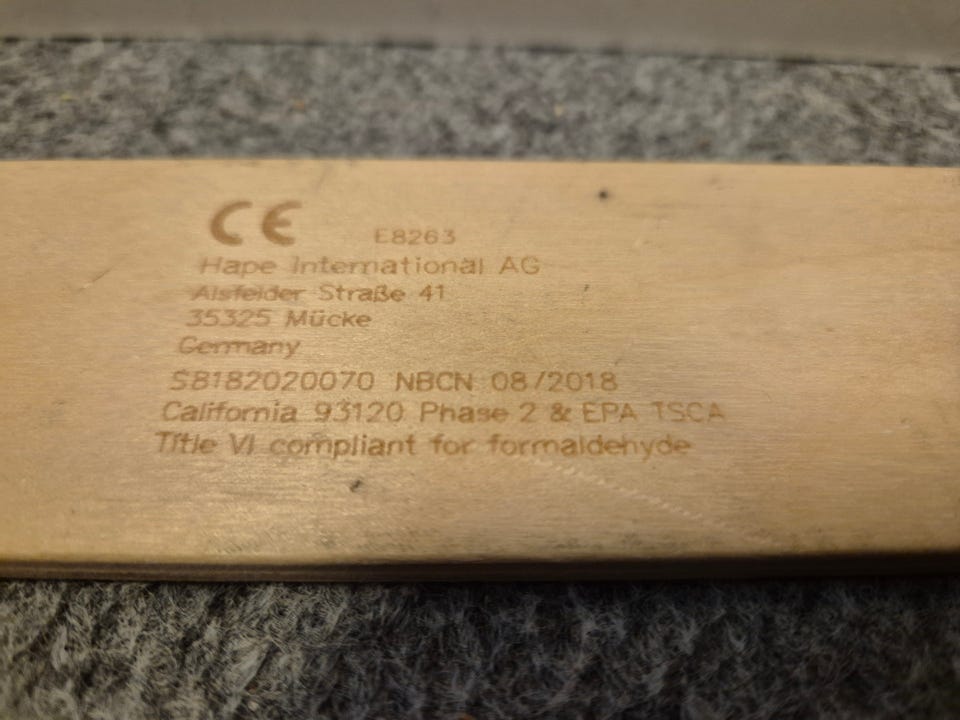 CE E8263
Hape International AG
Alsfelder Straße 41
35325 Mücke
Germany
S8182020070 NBCN 08/2018
California 93120 Phase 2 & EPA TSCA
Title VI compliant for formaldehyde